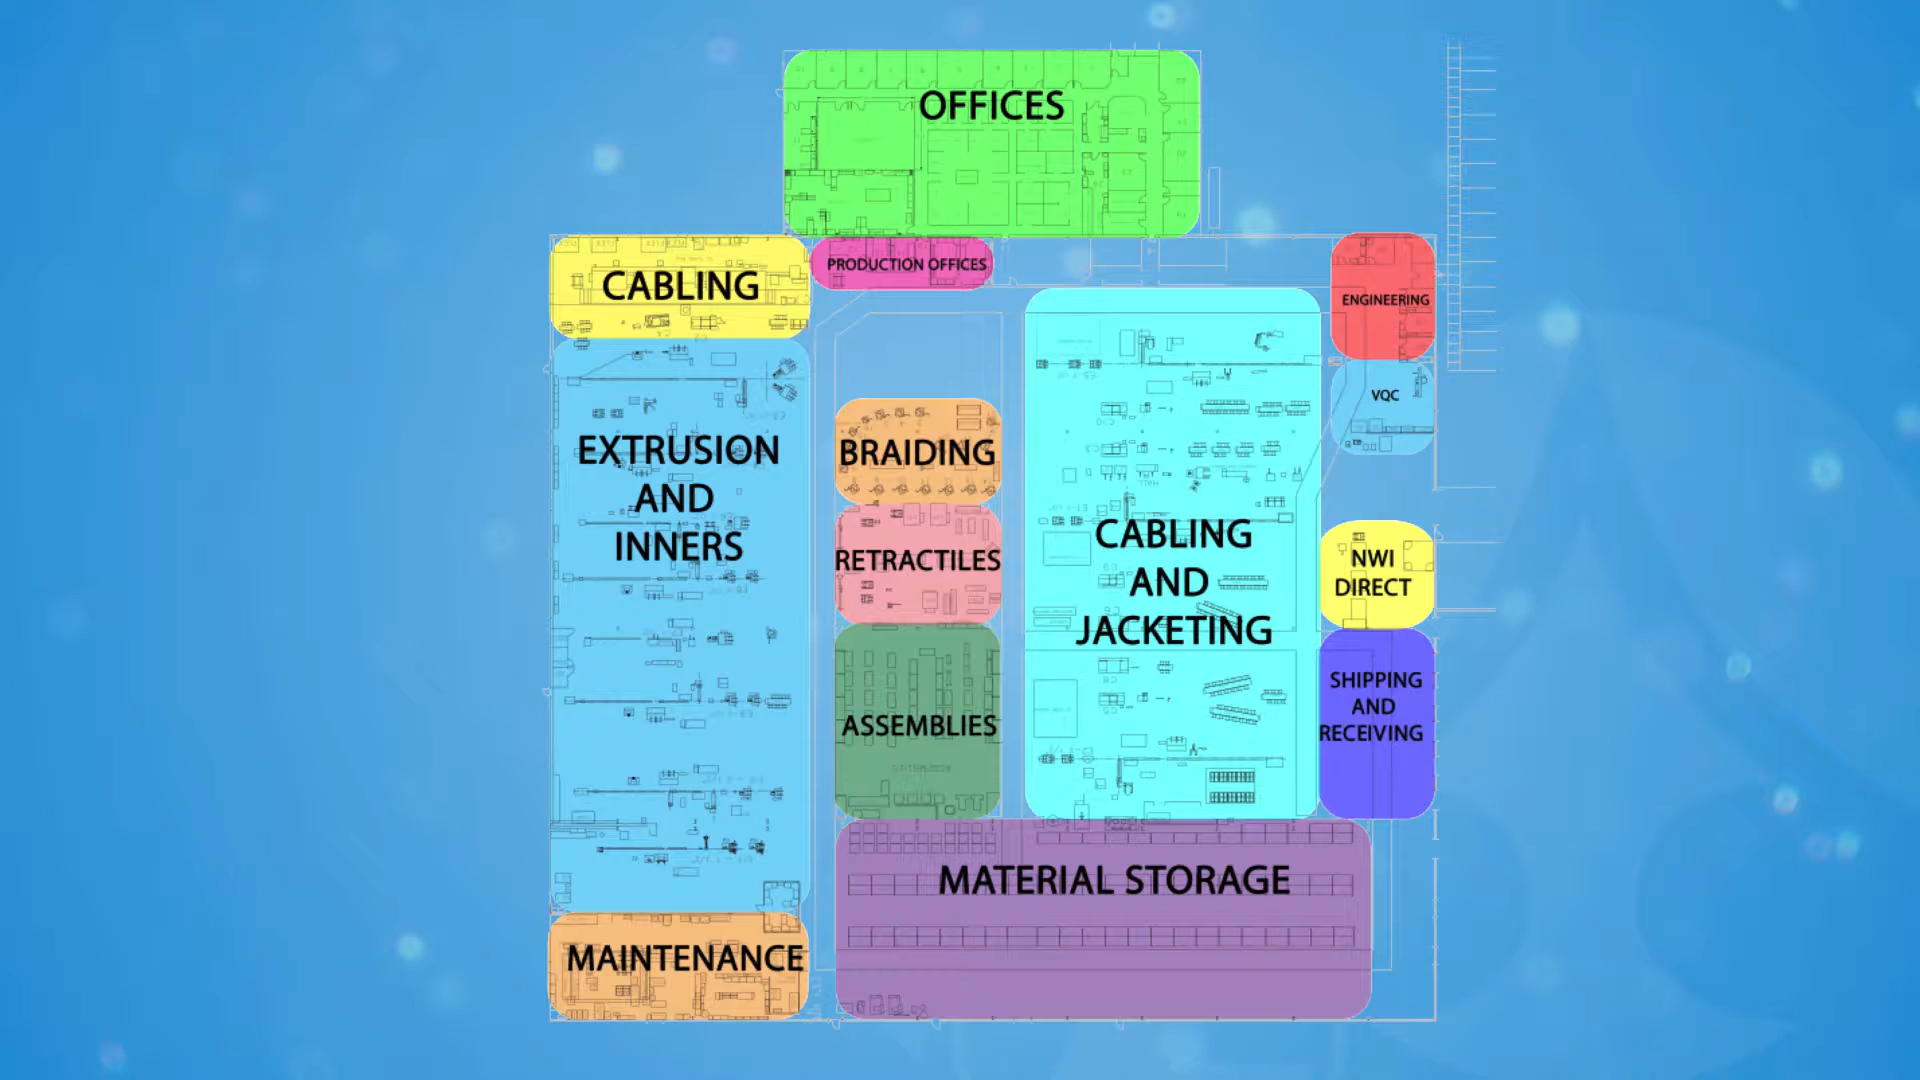 OFFICES
CABLING
PRODUCTION OFFICES
ENGINEERING
VQC
EXTRUSION
AND
INNERS
BRAIDING
RETRACTILES
ASSEMBLIES
CABLING
AND
JACKETING
NWI
DIRECT
SHIPPING
AND
RECEIVING
MATERIAL STORAGE
MAINTENANCE